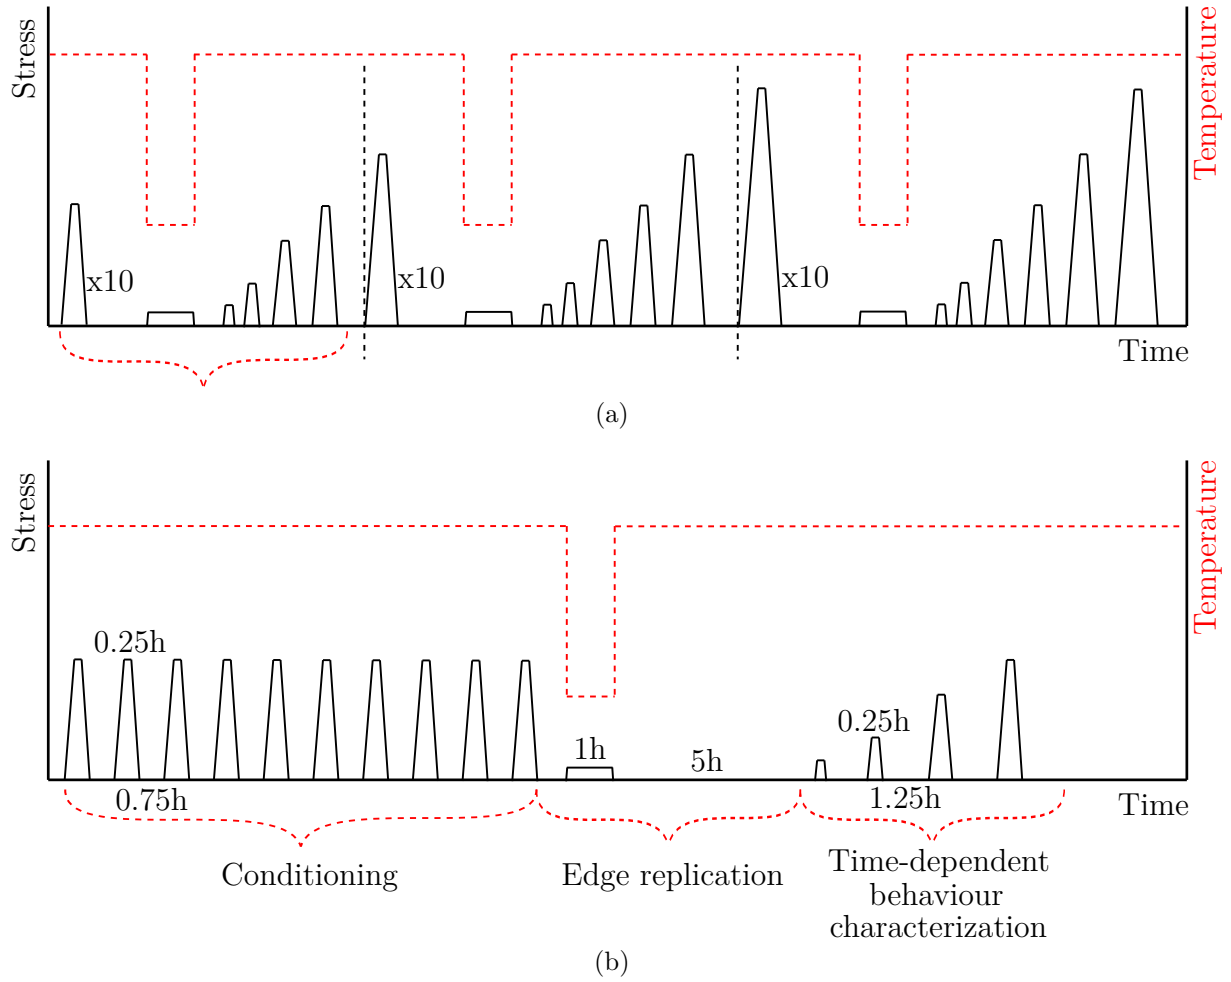 Stress
Temperature
x10
x10
x10
Time
(a)
Stress
Temperature
0.25h
0.25h
1h
5h
0.75h
1.25h
Time
Conditioning
Edge replication
Time-dependent
behaviour
characterization
(b)